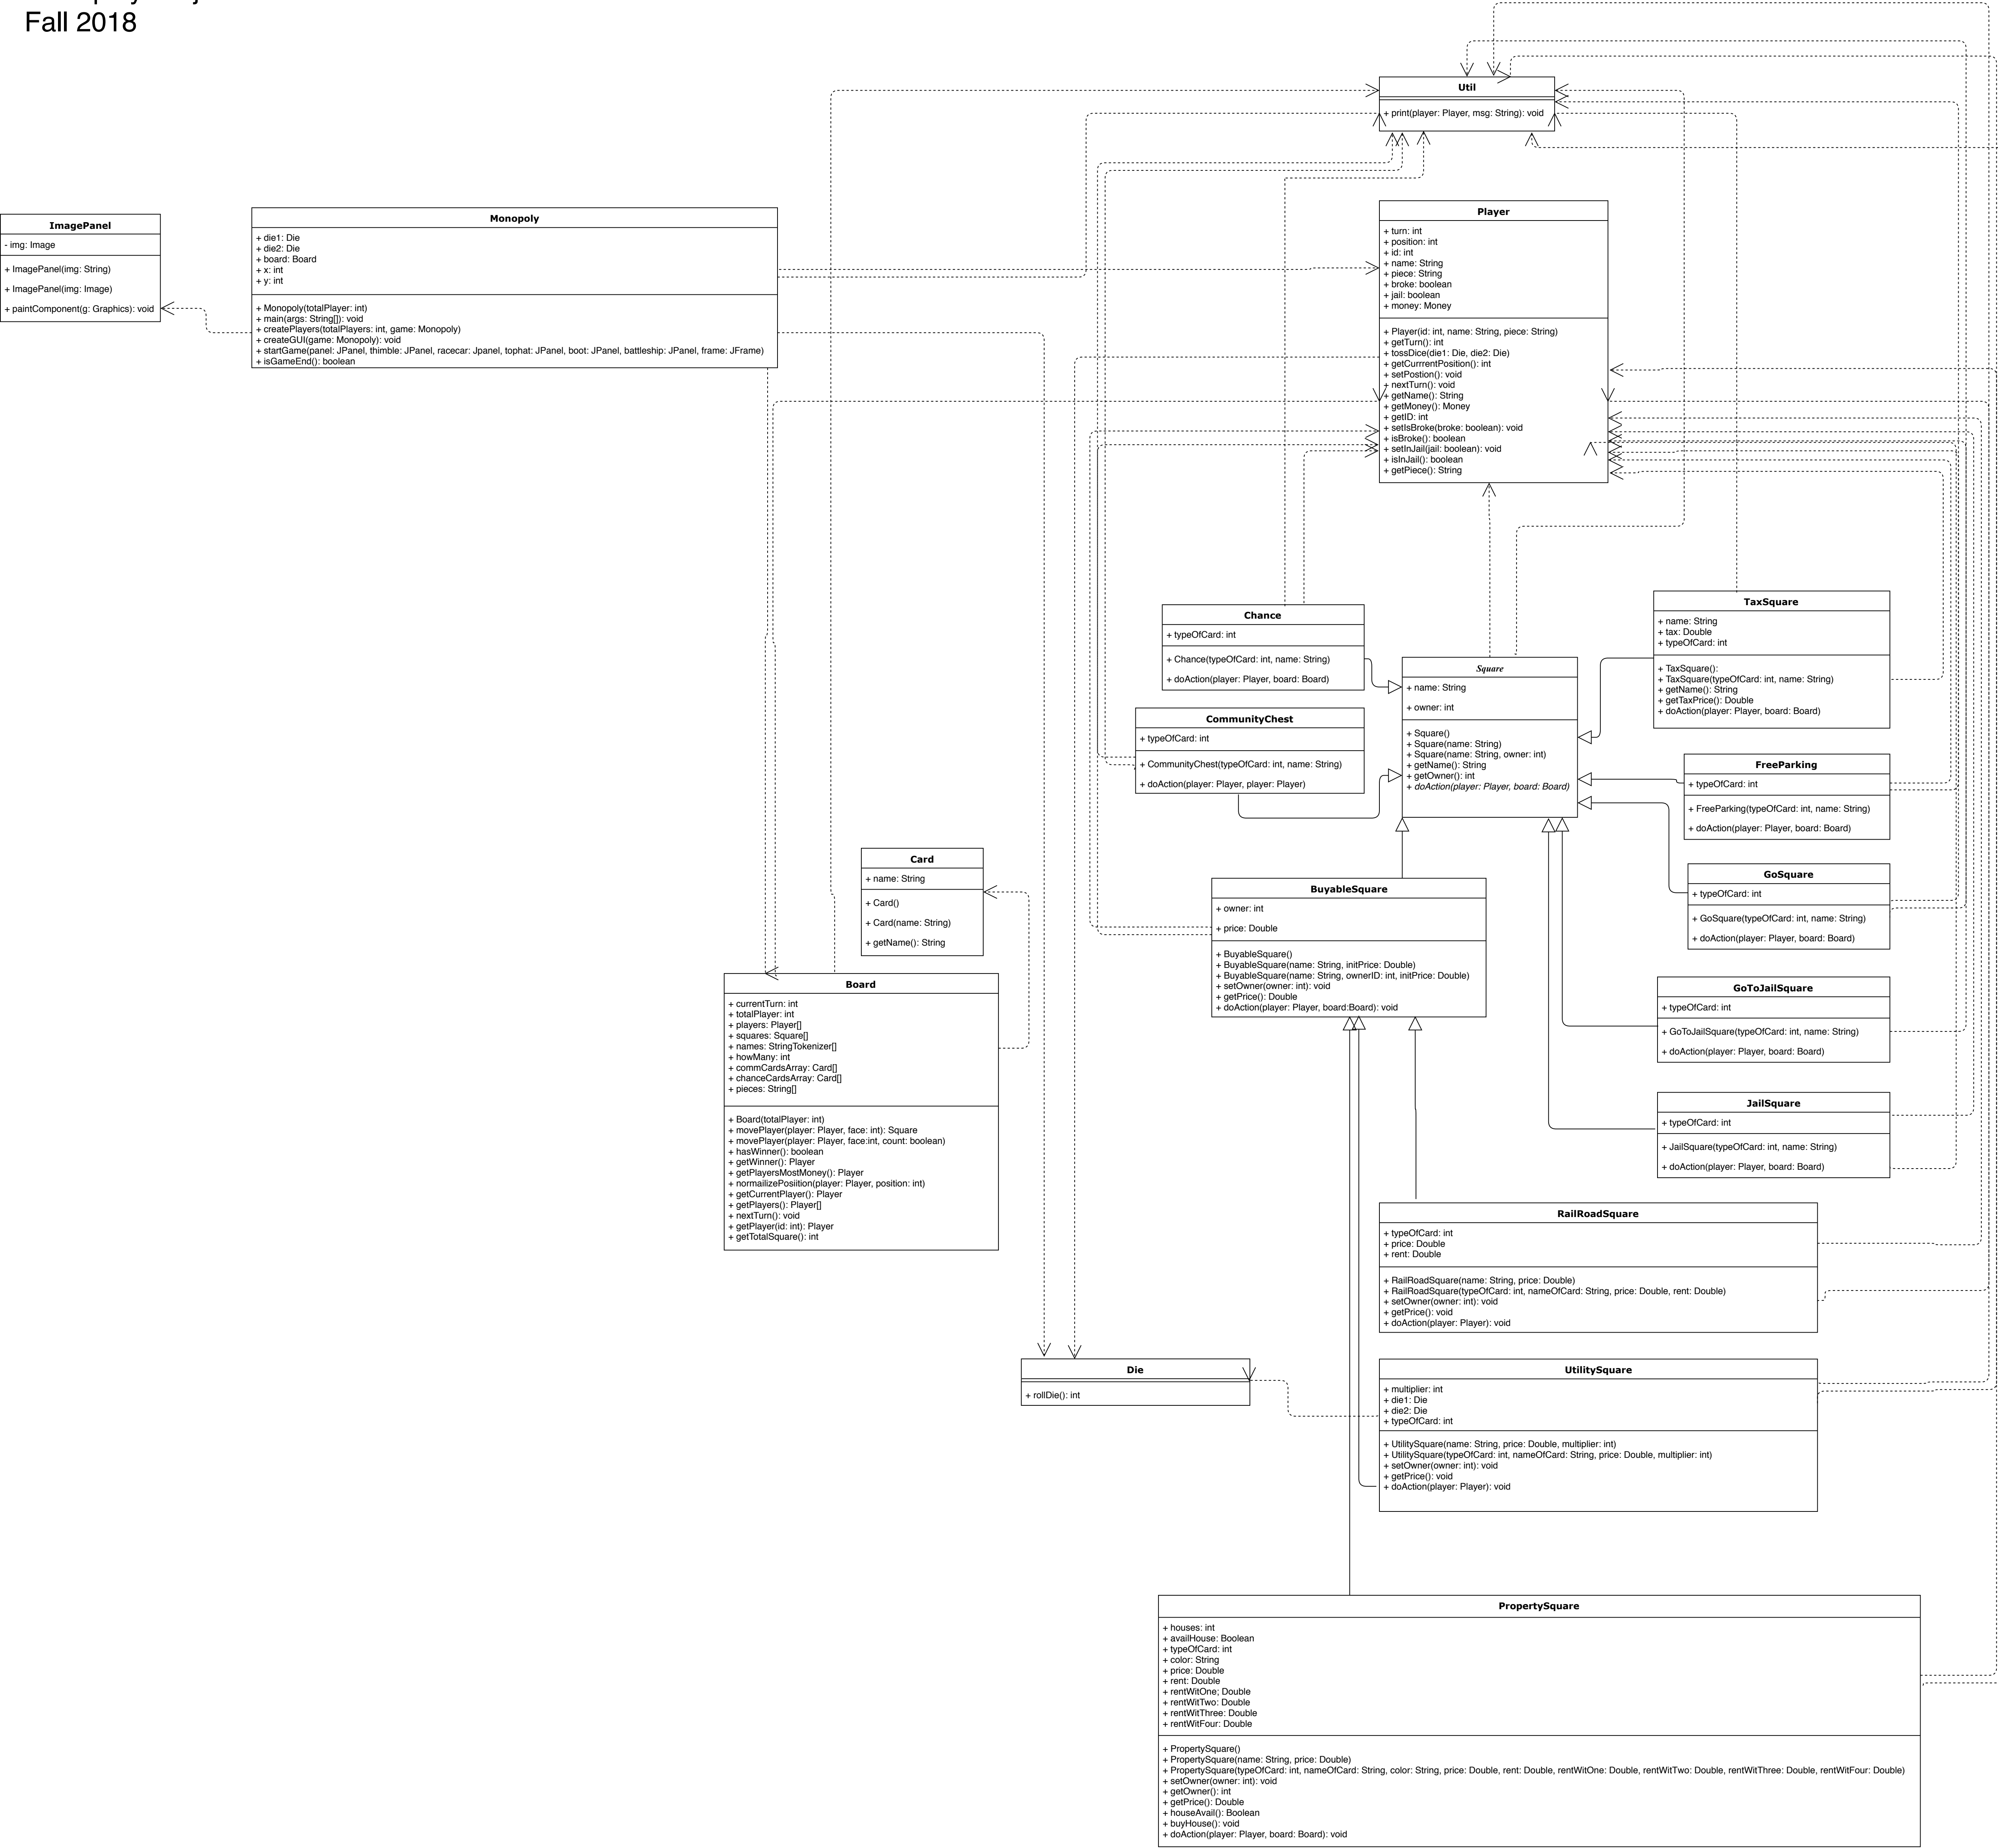 Fall 2018
Util
+ print(player: Player, msg: String): void
ImagePanel
- img: Image
+ ImagePanel(img: String)
+ ImagePanel(img: Image)
+ paintComponent(g: Graphics): void
Monopoly
+ die1: Die
+ die2: Die
+ board: Board
+ x: int
+ y: int
+ Monopoly(totalPlayer: int)
+ main(args: String[]): void
+ createPlayers(totalPlayers: int, game: Monopoly)
+ createGUI(game: Monopoly): void
+ startGame(panel: JPanel, thimble: JPanel, racecar: Jpanel, tophat: JPanel, boot: JPanel, battleship: JPanel, frame: JFrame)
+ isGameEnd(): boolean
Player
+ turn: int
+ position: int
+ id: int
+ name: String
+ piece: String
+ broke: boolean
+ jail: boolean
+ money: Money
+ Player(id: int, name: String, piece: String)
+ getTurn(): int
+ tossDice(die1: Die, die2: Die)
+ getCurrrentPosition(): int
+ setPostion(): void
+ nextTurn(): void
+ getName(): String
+ getMoney(): Money
+ getID: int
+ setIsBroke(broke: boolean): void
+ isBroke(): boolean
+ setInJail(jail: boolean): void
+ isInJail(): boolean
+ getPiece(): String
Chance
+ typeOfCard: int
+ Chance(typeOfCard: int, name: String)
+ doAction(player: Player, board: Board)
CommunityChest
+ typeOfCard: int
+ CommunityChest(typeOfCard: int, name: String)
+ doAction(player: Player, player: Player)
Square
+ name: String
+ owner: int
+ Square()
+ Square(name: String)
+ Square(name: String, owner: int)
+ getName(): String
+ getOwner(): int
+ doAction(player: Player, board: Board)
TaxSquare
+ name: String
+ tax: Double
+ typeOfCard: int
+ TaxSquare():
+ TaxSquare(typeOfCard: int, name: String)
+ getName(): String
+ getTaxPrice(): Double
+ doAction(player: Player, board: Board)
FreeParking
+ typeOfCard: int
+ FreeParking(typeOfCard: int, name: String)
+ doAction(player: Player, board: Board)
GoSquare
+ typeOfCard: int
+ GoSquare(typeOfCard: int, name: String)
+ doAction(player: Player, board: Board)
GoToJailSquare
+ typeOfCard: int
+ GoToJailSquare(typeOfCard: int, name: String)
+ doAction(player: Player, board: Board)
JailSquare
+ typeOfCard: int
+ JailSquare(typeOfCard: int, name: String)
+ doAction(player: Player, board: Board)
Card
+ name: String
+ Card()
+ Card(name: String)
+ getName(): String
BuyableSquare
+ owner: int
+ price: Double
+ BuyableSquare()
+ BuyableSquare(name: String, initPrice: Double)
+ BuyableSquare(name: String, ownerID: int, initPrice: Double)
+ setOwner(owner: int): void
+ getPrice(): Double
+ doAction(player: Player, board:Board): void
Board
+ currentTurn: int
+ totalPlayer: int
+ players: Player[]
+ squares: Square[]
+ names: StringTokenizer[]
+ howMany: int
+ commCardsArray: Card[]
+ chanceCardsArray: Card[]
+ pieces: String[]
+ Board(totalPlayer: int)
+ movePlayer(player: Player, face: int): Square
+ movePlayer(player: Player, face:int, count: boolean)
+ hasWinner(): boolean
+ getWinner(): Player
+ getPlayersMostMoney(): Player
+ normailizePosiition(player: Player, position: int)
+ getCurrentPlayer(): Player
+ getPlayers(): Player[]
+ nextTurn(): void
+ getPlayer(id: int): Player
+ getTotalSquare(): int
RailRoadSquare
+ typeOfCard: int
+ price: Double
+ rent: Double
+ RailRoadSquare(name: String, price: Double)
+ RailRoadSquare(typeOfCard: int, nameOfCard: String, price: Double, rent: Double)
+ setOwner(owner: int): void
+ getPrice(): void
+ doAction(player: Player): void
Die
+ rollDie(): int
UtilitySquare
+ multiplier: int
+ die1: Die
+ die2: Die
+ typeOfCard: int
+ UtilitySquare(name: String, price: Double, multiplier: int)
+ UtilitySquare(typeOfCard: int, nameOfCard: String, price: Double, multiplier: int)
+ setOwner(owner: int): void
+ getPrice(): void
+ doAction(player: Player): void
PropertySquare
+ houses: int
+ availHouse: Boolean
+ typeOfCard: int
+ color: String
+ price: Double
+ rent: Double
+ rentWitOne; Double
+ rentWitTwo: Double
+ rentWitThree: Double
+ rentWitFour: Double
+ PropertySquare()
+ PropertySquare(name: String, price: Double)
+ PropertySquare(typeOfCard: int, nameOfCard: String, color: String, price: Double, rent: Double, rentWitOne: Double, rentWitTwo: Double, rentWitThree: Double, rentWitFour: Double)
+ setOwner(owner: int): void
+ getOwner(): int
+ getPrice(): Double
+ houseAvail(): Boolean
+ buyHouse(): void
+ doAction(player: Player, board: Board): void